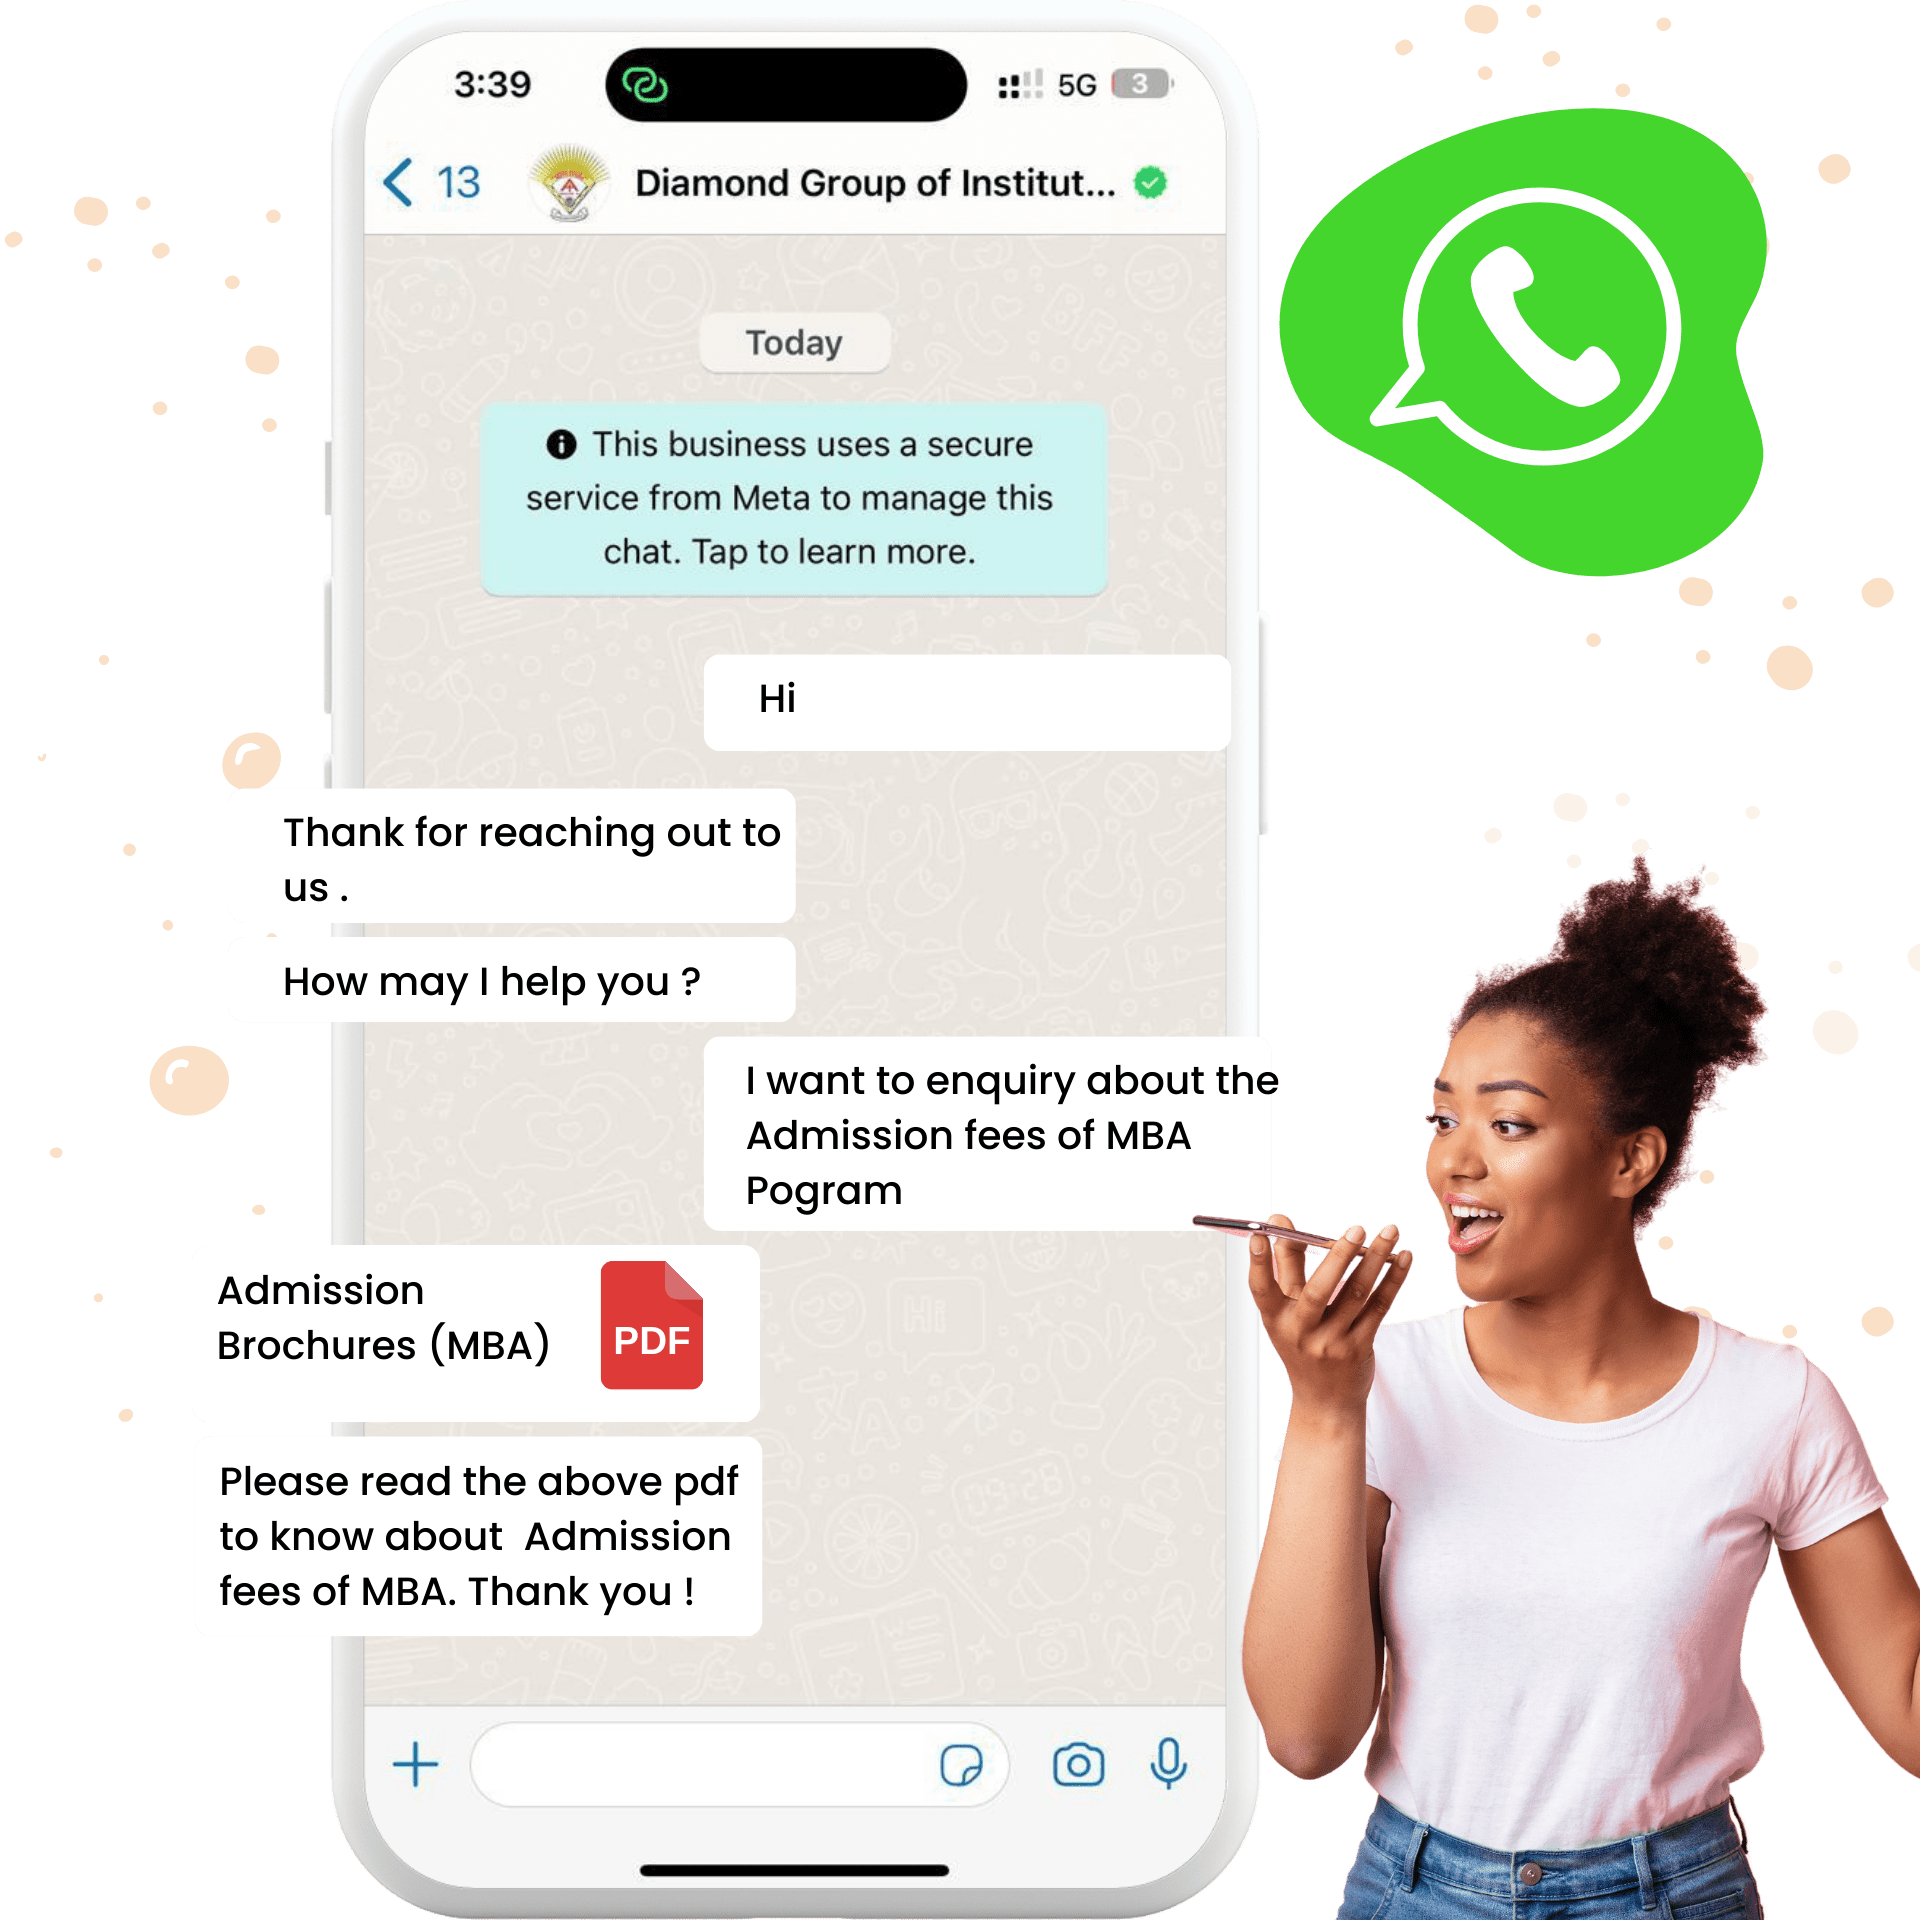 3:39
5G
3
13
Diamond Group of Institut...
Today
This business uses a secure
service from Meta to manage this
chat. Tap to learn more.
Hi
Thank for reaching out to
us .
How may I help you ?
I want to enquiry about the
Admission fees of MBA
Pogram
Admission
Brochures (MBA)
PDF
Please read the above pdf
to know about  Admission
fees of MBA. Thank you !